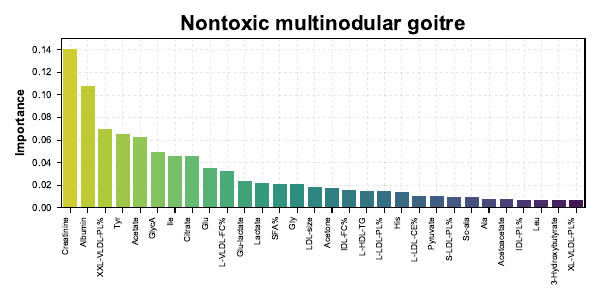 Nontoxic multinodular goitre
Importance
0.14
0.12
0.10
0.08
0.06
0.04
0.02
0.00
Creatinine
Albumin
XXL-VLDL-PL%
Tyr
Acetate
GlycA
Ile
Citrate
Glu
L-VLDL-FC%
Glu-lactate
Lactate
SFA%
Gly
LDL-size
Acetone
IDL-FC%
L-HDL-TG
L-LDL-PL%
His
L-LDL-CE%
Pyruvate
S-LDL-PL%
Sc-ala
Ala
Acetoacetate
IDL-PL%
Leu
3-Hydroxybutyrate
XL-VLDL-PL%